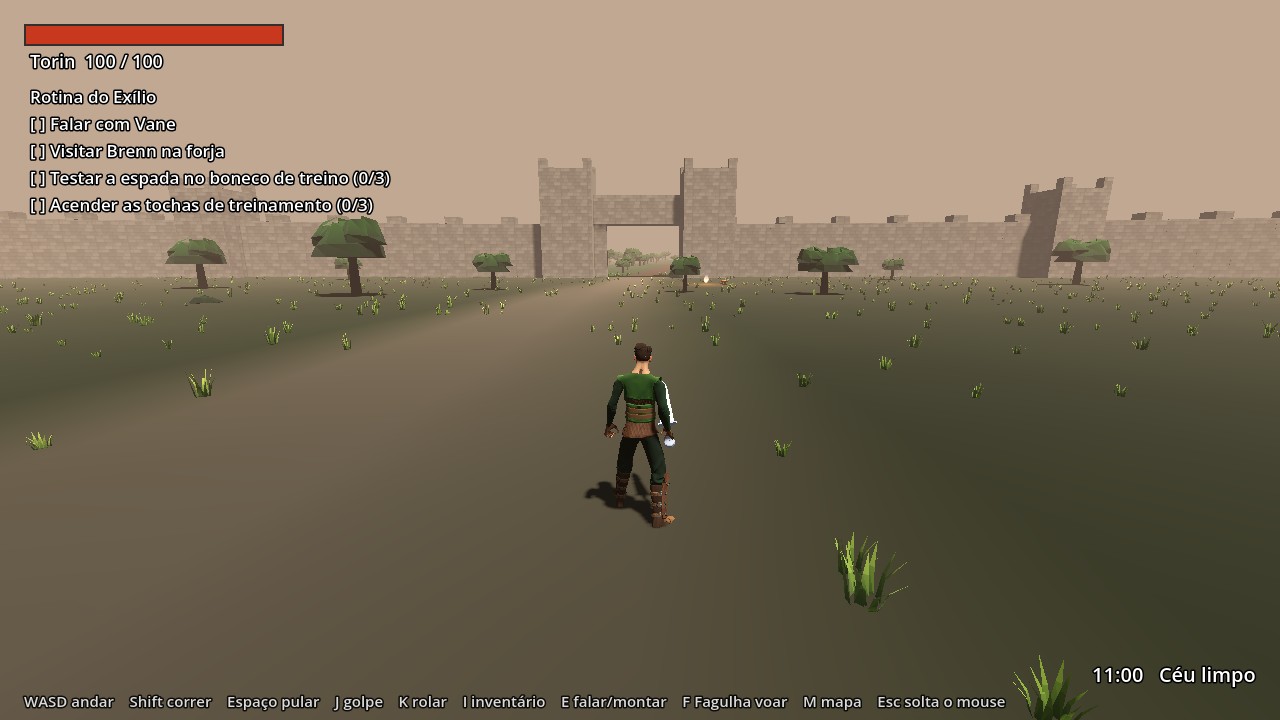 Torin 100 / 100
Rotina do Exílio
[ ] Falar com Vane
[ ] Visitar Brenn na forja
[ ] Testar a espada no boneco de treino (0/3)
[ ] Acender as tochas de treinamento (0/3)
11:00 Céu limpo
WASD andar Shift correr Espaço pular J golpe K rolar I inventário E falar/montar F Fagulha voar M mapa Esc solta o mouse